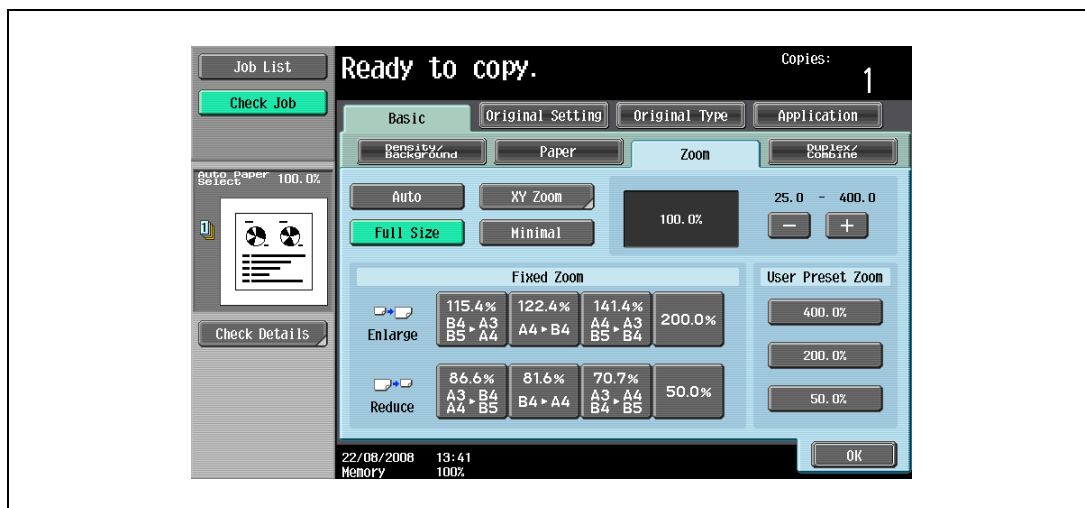 Job List
Check Job
Ready to copy.
Copies:
1
Basic
Original Setting
Original Type
Application
Density/
Background
Paper
Zoom
Duplex/
Combine
Auto Paper
Select
100.0%
1
Check Details
Auto
XY Zoom
Full Size
Minimal
100.0%
25.0 - 400.0
− +
Fixed Zoom
Enlarge
115.4%
B4 ▸ A3
B5 ▸ A4
122.4%
A4 ▸ B4
141.4%
A4 ▸ A3
B5 ▸ B4
200.0%
Reduce
86.6%
A3 ▸ B4
A4 ▸ B5
81.6%
B4 ▸ A4
70.7%
A3 ▸ A4
B4 ▸ B5
50.0%
User Preset Zoom
400.0%
200.0%
50.0%
22/08/2008 13:41
Memory 100%
OK